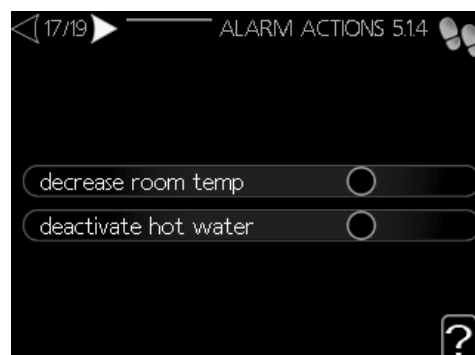 17/19 ALARM ACTIONS 5.1.4
decrease room temp
deactivate hot water
?